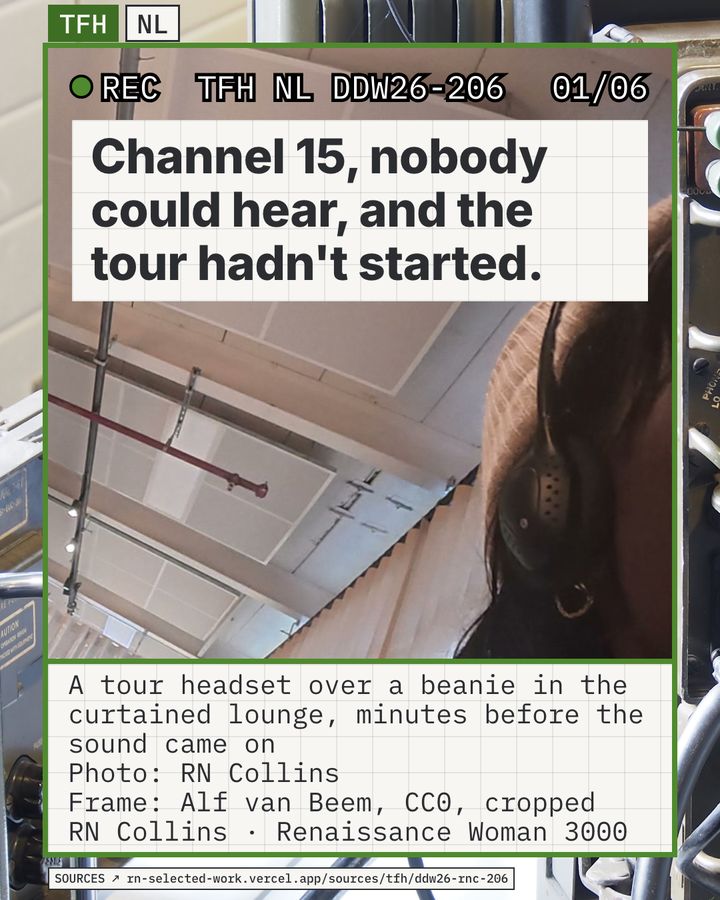 TFH NL
REC TFH NL DDW26-206 01/06
Channel 15, nobody
could hear, and the
tour hadn't started.
A tour headset over a beanie in the
curtained lounge, minutes before the
sound came on
Photo: RN Collins
Frame: Alf van Beem, CC0, cropped
RN Collins · Renaissance Woman 3000
SOURCES ↗ rn-selected-work.vercel.app/sources/tfh/ddw26-rnc-206
CAUTION